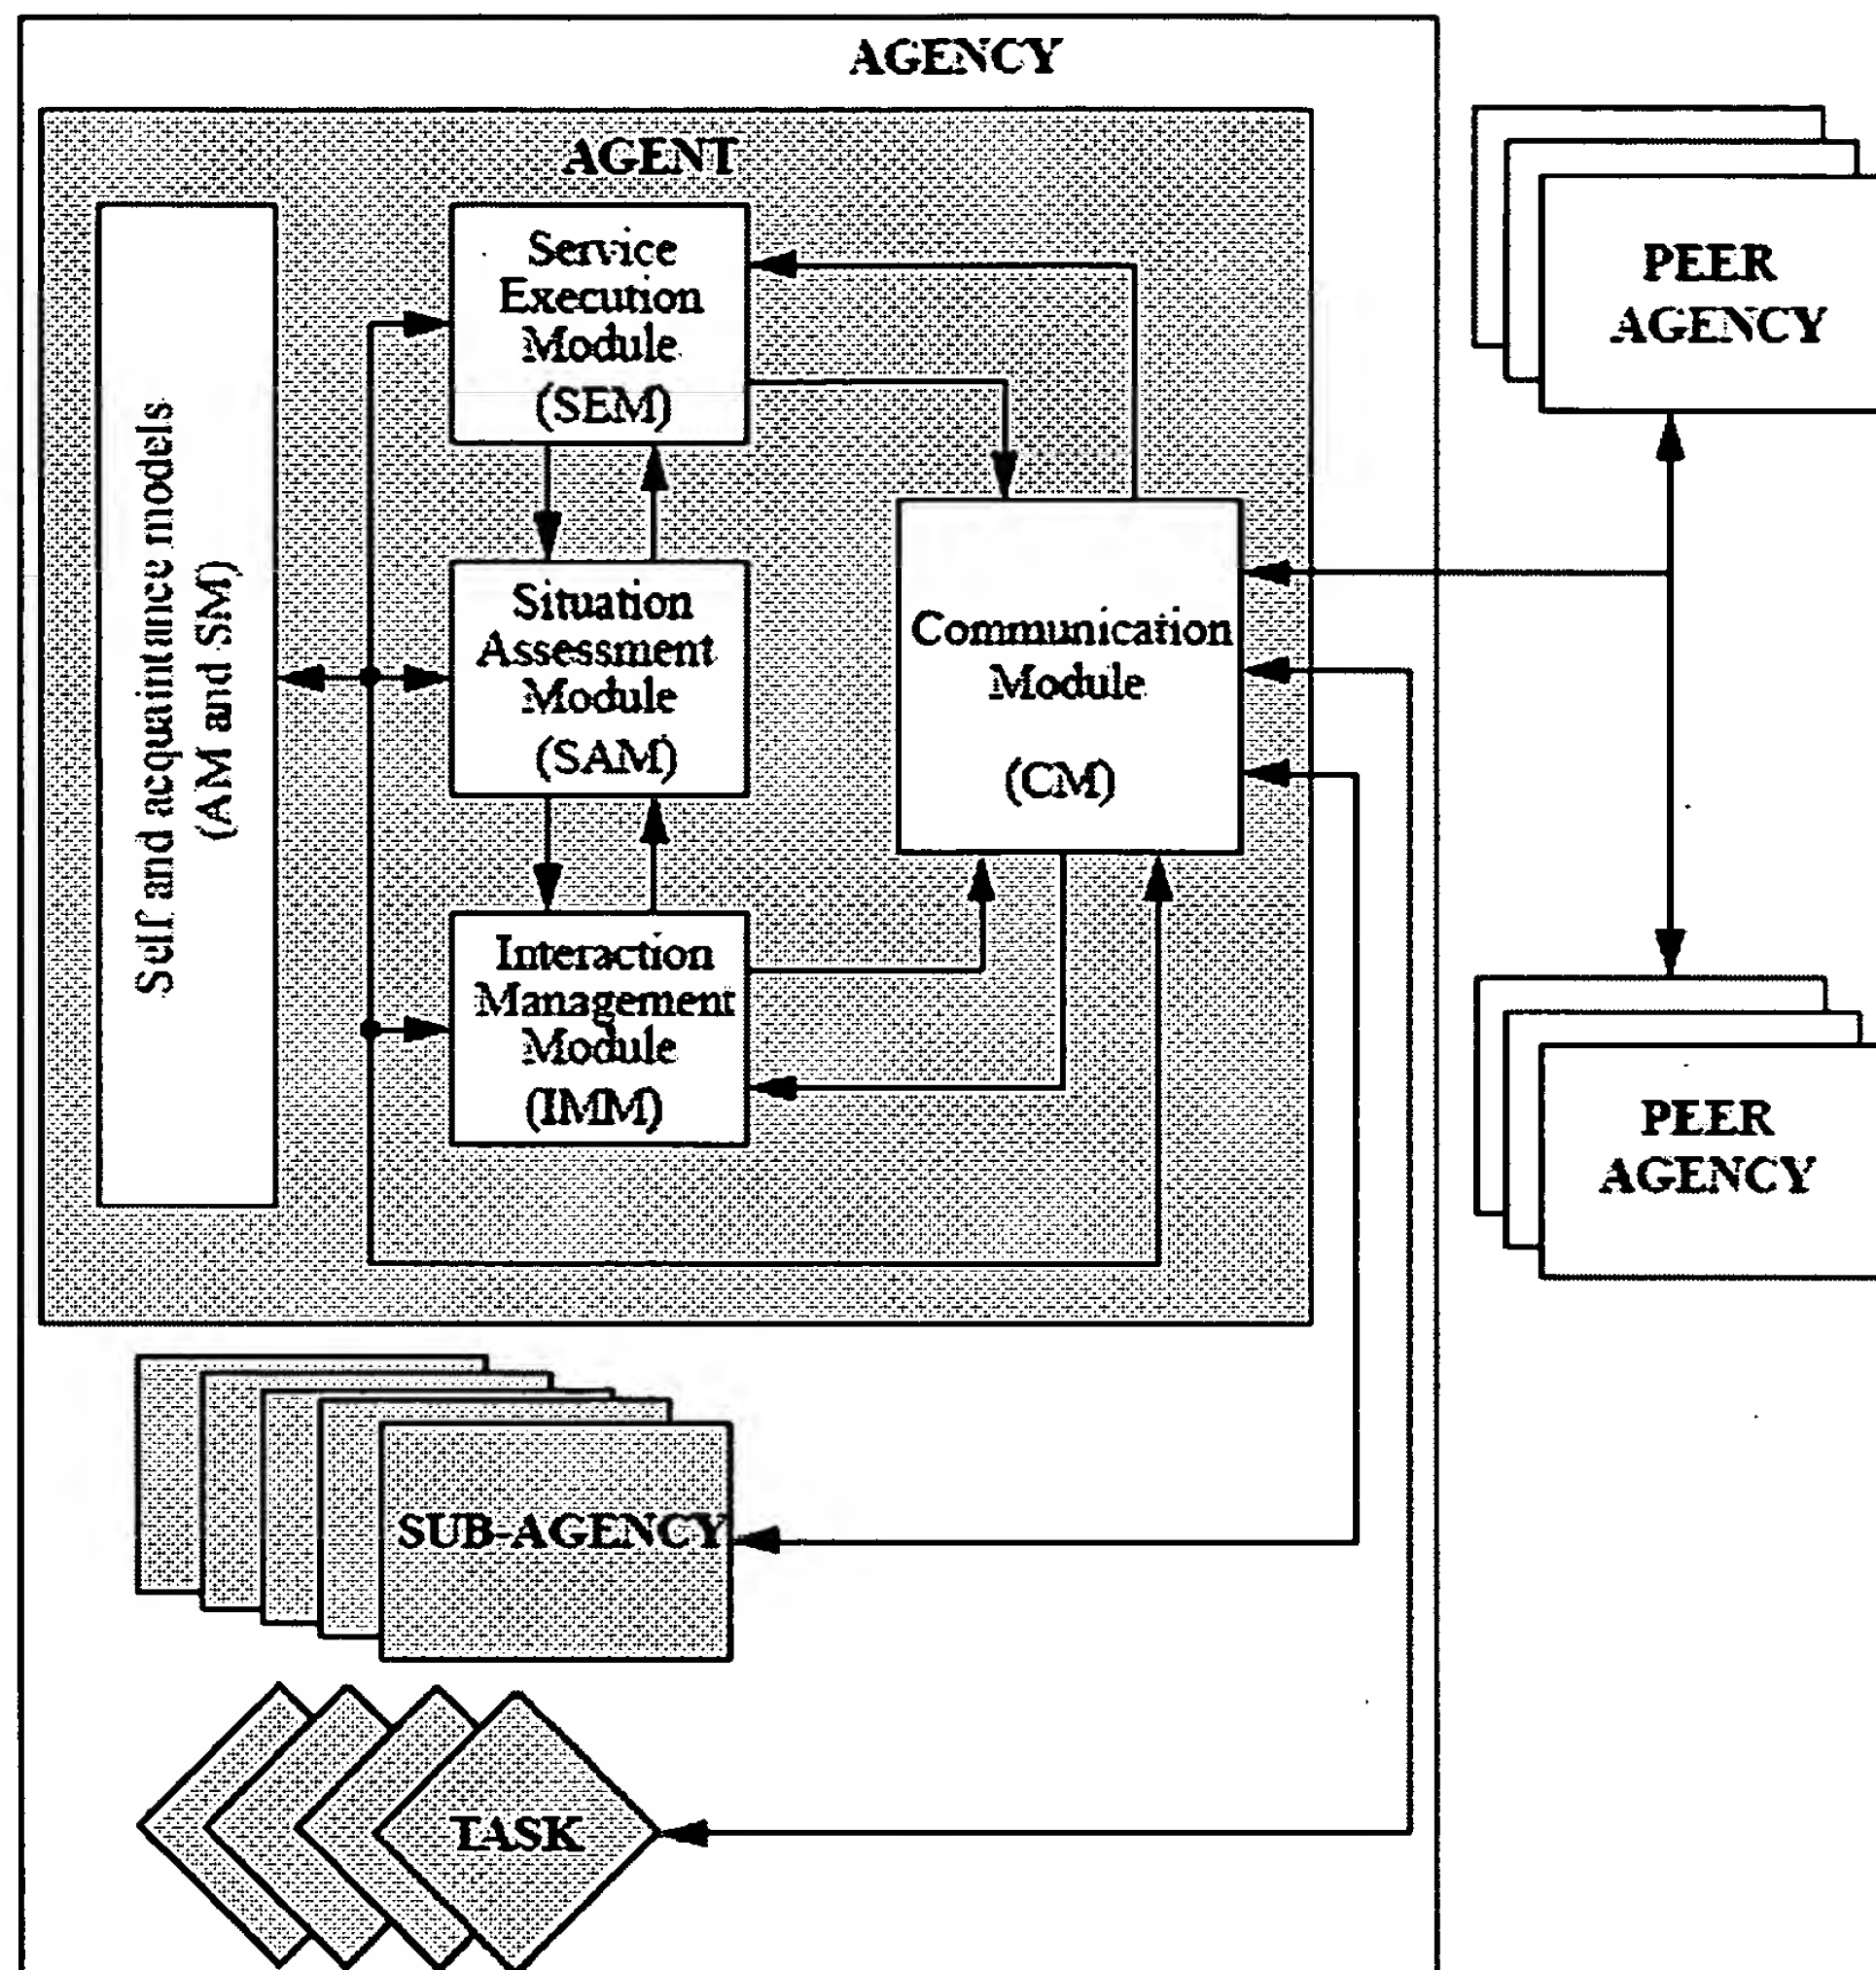 AGENCY
AGENT
Self and acquaintance models
(AM and SM)
Service
Execution
Module
(SEM)
Situation
Assessment
Module
(SAM)
Interaction
Management
Module
(IMM)
Communication
Module
(CM)
PEER
AGENCY
PEER
AGENCY
SUB-AGENCY
TASK